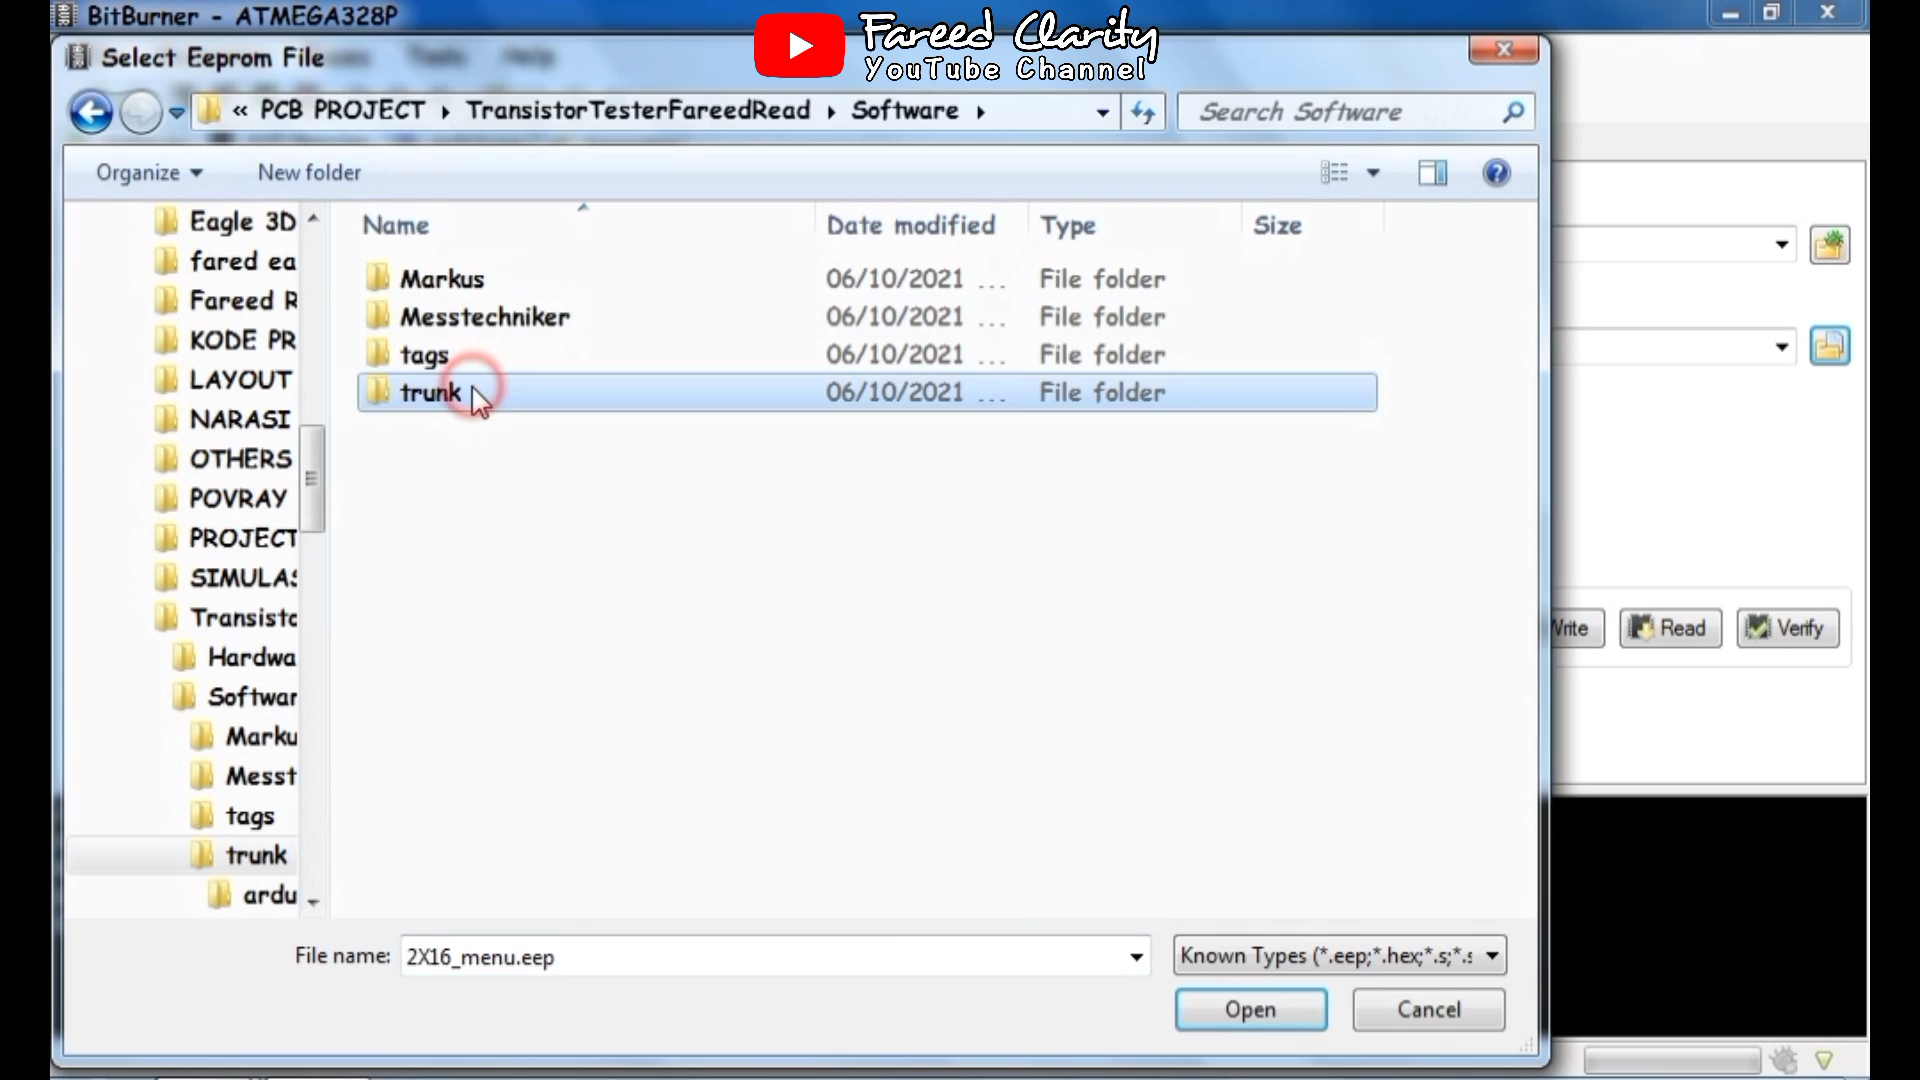 BitBurner - ATMEGA328P
Fareed Clarity
YouTube Channel
Select Eeprom File
Tools Help
« PCB PROJECT TransistorTesterFareedRead Software
Search Software
Organize New folder
Name Date modified Type Size
Eagle 3D
fared ea
Fareed R
KODE PR
LAYOUT
NARASI
OTHERS
POVRAY
PROJECT
SIMULAS
Transisto
Hardwa
Softwar
Marku
Messt
tags
trunk
ardu
Markus 06/10/2021 ... File folder
Messtechniker 06/10/2021 ... File folder
tags 06/10/2021 ... File folder
trunk 06/10/2021 ... File folder
Write Read Verify
File name: 2X16_menu.eep
Known Types (*.eep;*.hex;*.s;*.s
Open Cancel